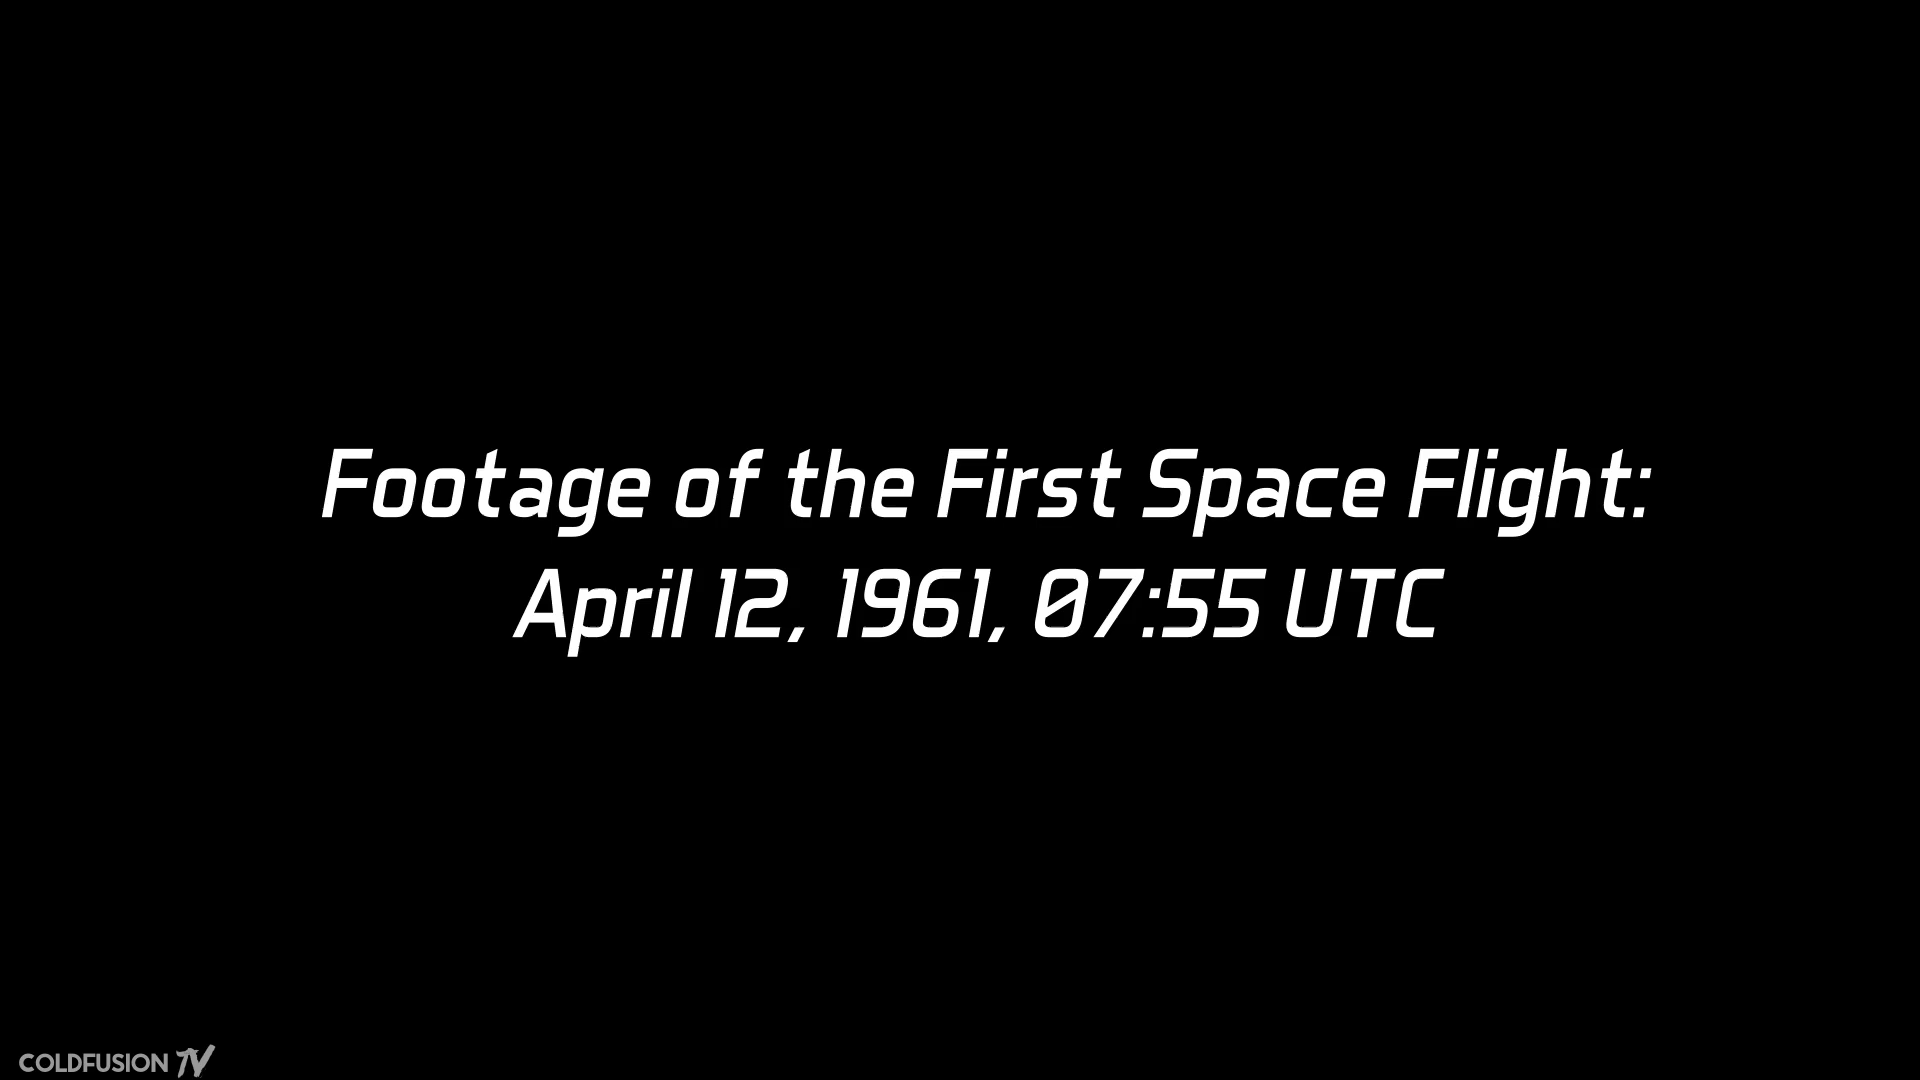 Footage of the First Space Flight:
April 12, 1961, 07:55 UTC
COLDFUSION TV